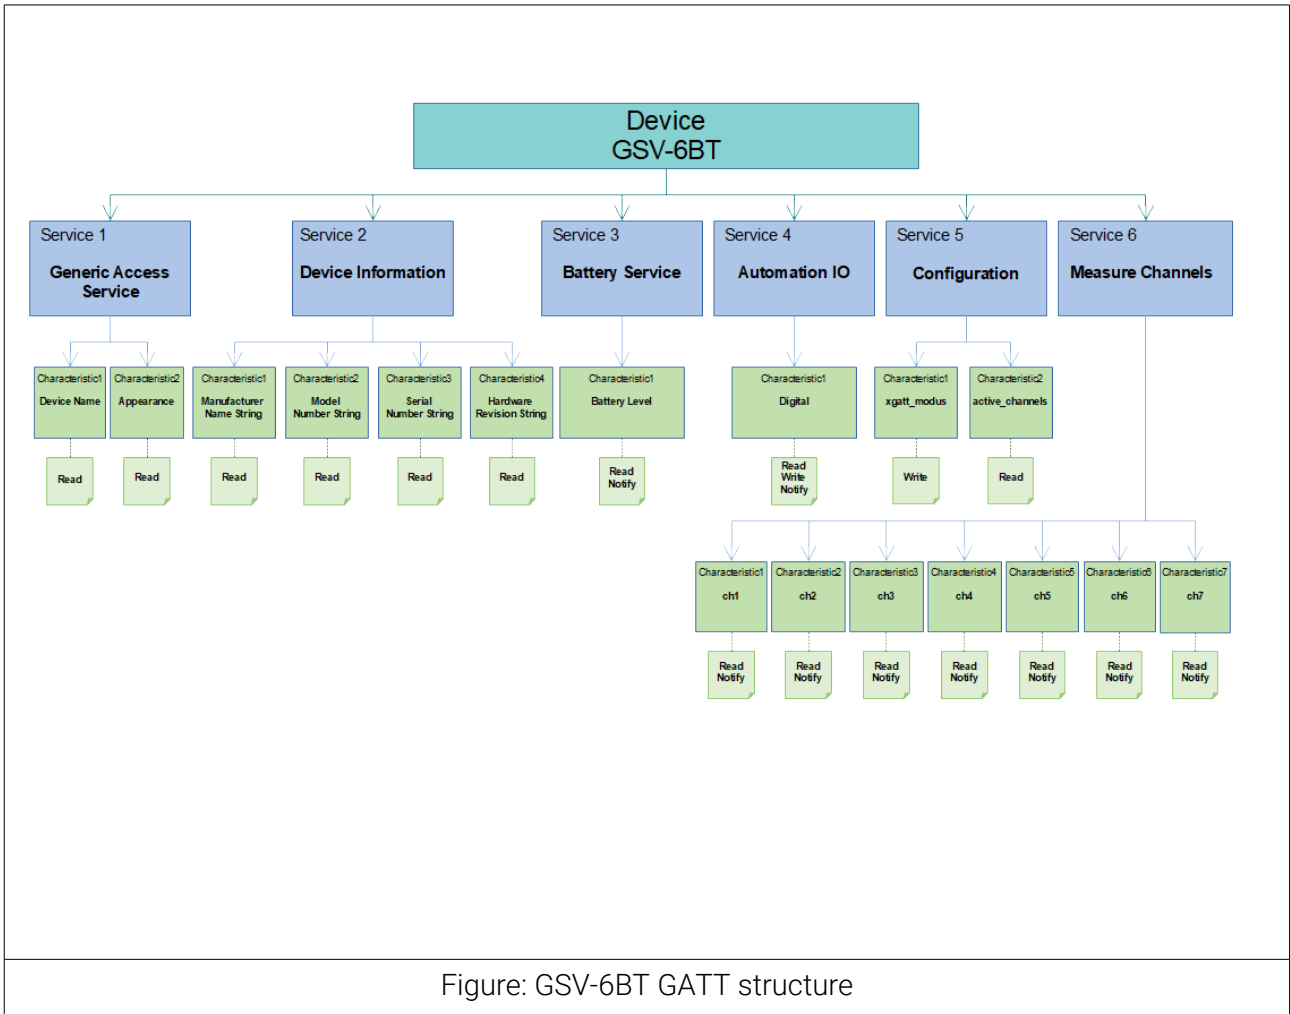 Device
GSV-6BT
Service 1
Generic Access
Service
Service 2
Device Information
Service 3
Battery Service
Service 4
Automation IO
Service 5
Configuration
Service 6
Measure Channels
Characteristic1
Device Name
Characteristic2
Appearance
Characteristic1
Manufacturer
Name String
Characteristic2
Model
Number String
Characteristic3
Serial
Number String
Characteristic4
Hardware
Revision String
Characteristic1
Battery Level
Characteristic1
Digital
Characteristic1
xgatt_modus
Characteristic2
active_channels
Read
Read
Read
Read
Read
Read
Read
Notify
Read
Write
Notify
Write
Read
Characteristic1
ch1
Characteristic2
ch2
Characteristic3
ch3
Characteristic4
ch4
Characteristic5
ch5
Characteristic6
ch6
Characteristic7
ch7
Read
Notify
Read
Notify
Read
Notify
Read
Notify
Read
Notify
Read
Notify
Read
Notify
Figure: GSV-6BT GATT structure